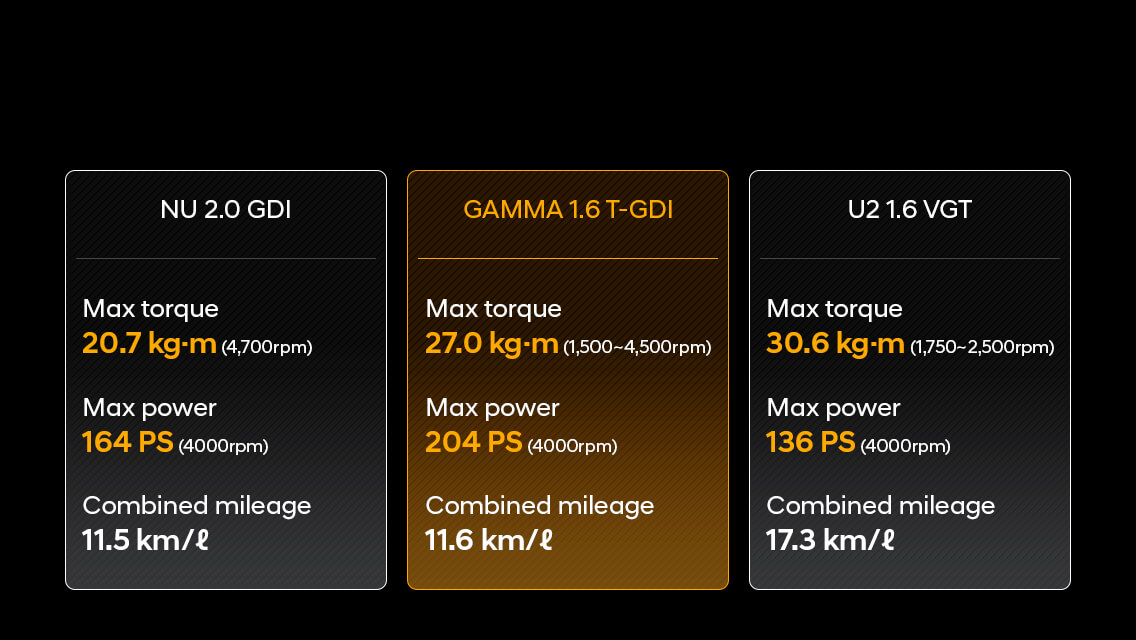 NU 2.0 GDI
Max torque
20.7 kg·m (4,700rpm)
Max power
164 PS (4000rpm)
Combined mileage
11.5 km/ℓ
GAMMA 1.6 T-GDI
Max torque
27.0 kg·m (1,500~4,500rpm)
Max power
204 PS (4000rpm)
Combined mileage
11.6 km/ℓ
U2 1.6 VGT
Max torque
30.6 kg·m (1,750~2,500rpm)
Max power
136 PS (4000rpm)
Combined mileage
17.3 km/ℓ